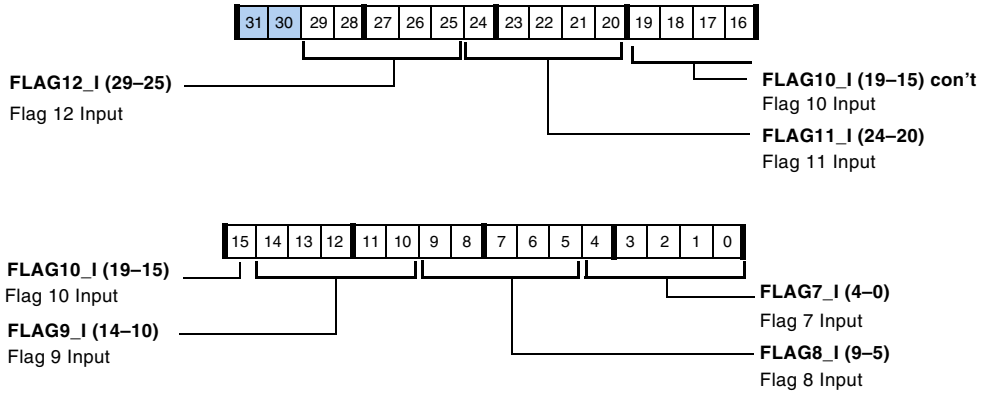 31 30 29 28 27 26 25 24 23 22 21 20 19 18 17 16
FLAG12_I (29–25)
Flag 12 Input
FLAG10_I (19–15) con't
Flag 10 Input
FLAG11_I (24–20)
Flag 11 Input
15 14 13 12 11 10 9 8 7 6 5 4 3 2 1 0
FLAG10_I (19–15)
Flag 10 Input
FLAG9_I (14–10)
Flag 9 Input
FLAG7_I (4–0)
Flag 7 Input
FLAG8_I (9–5)
Flag 8 Input